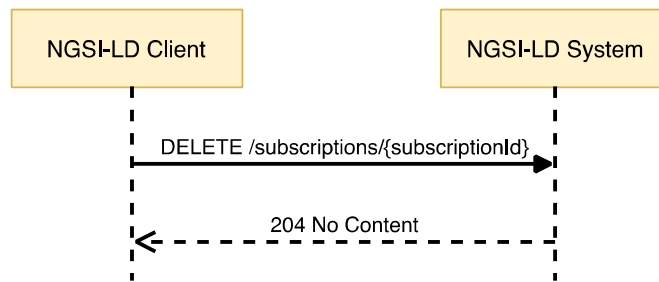 NGSI-LD Client
NGSI-LD System
DELETE /subscriptions/{subscriptionId}
204 No Content